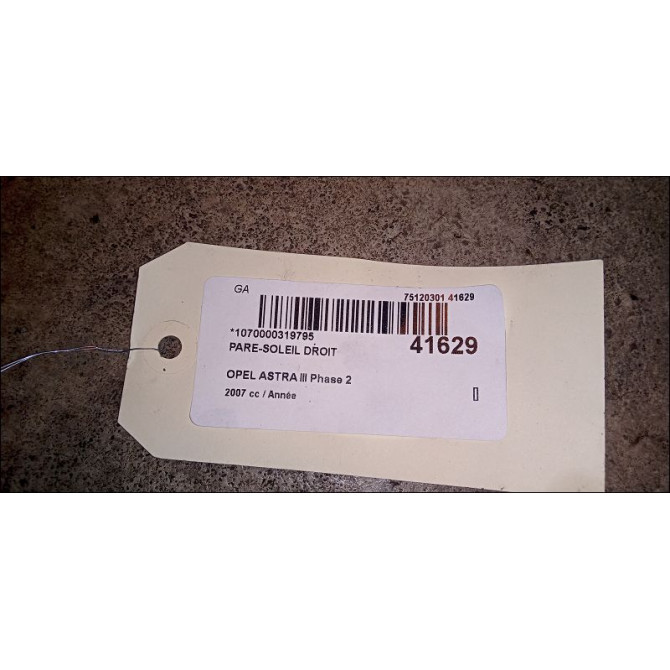 GA
75120301 41629
*1070000319795
41629
PARE-SOLEIL DROIT
OPEL ASTRA III Phase 2
2007 cc / Année